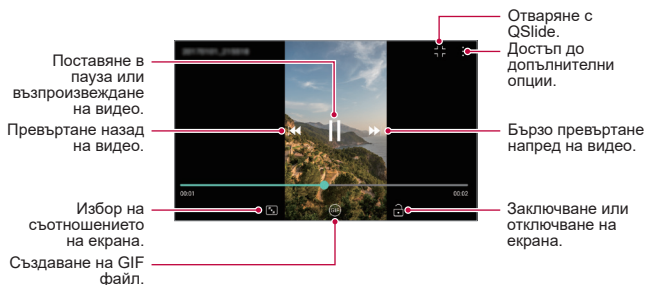 Отваряне с
QSlide.
Достъп до
допълнителни
опции.
Поставяне в
пауза или
възпроизвеждане
на видео.
Превъртане назад
на видео.
Бързо превъртане
напред на видео.
00:01
00:02
GIF
Избор на
съотношението
на екрана.
Заключване или
отключване на
екрана.
Създаване на GIF
файл.